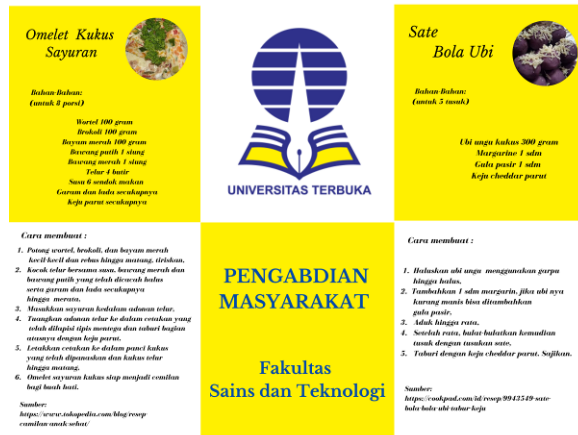 Omelet Kukus
Sayuran
Bahan-Bahan:
(untuk 8 porsi)
Wortel 100 gram
Brokoli 100 gram
Bayam merah 100 gram
Bawang putih 1 siung
Bawang merah 1 siung
Telur 4 butir
Susu 6 sendok makan
Garam dan lada secukupnya
Keju parut secukupnya
Cara membuat :
1. Potong wortel, brokoli, dan bayam merah
kecil-kecil dan rebus hingga matang, tiriskan.
2. Kocok telur bersama susu, bawang merah dan
bawang putih yang telah dicacah halus
serta garam dan lada secukupnya
hingga merata.
3. Masukkan sayuran kedalam adonan telur.
4. Tuangkan adonan telur ke dalam cetakan yang
telah dilapisi tipis mentega dan taburi bagian
atasnya dengan keju parut.
5. Letakkan cetakan ke dalam panci kukus
yang telah dipanaskan dan kukus telur
hingga matang.
6. Omelet sayuran kukus siap menjadi cemilan
bagi buah hati.
Sumber:
https://www.tokopedia.com/blog/resep-
camilan-anak-sehat/
UNIVERSITAS TERBUKA
PENGABDIAN
MASYARAKAT
Fakultas
Sains dan Teknologi
Sate
Bola Ubi
Bahan-Bahan:
(untuk 5 tusuk)
Ubi ungu kukus 300 gram
Margarine 1 sdm
Gula pasir 1 sdm
Keju cheddar parut
Cara membuat :
1. Haluskan ubi ungu menggunakan garpu
hingga halus.
2. Tambahkan 1 sdm margarin, jika ubi nya
kurang manis bisa ditambahkan
gula pasir.
3. Aduk hingga rata.
4. Setelah rata, bulat-bulatkan kemudian
tusuk dengan tusukan sate.
5. Taburi dengan keju cheddar parut. Sajikan.
Sumber:
https://cookpad.com/id/resep/9943549-sate
-bola-bola-ubi-tabur-keju